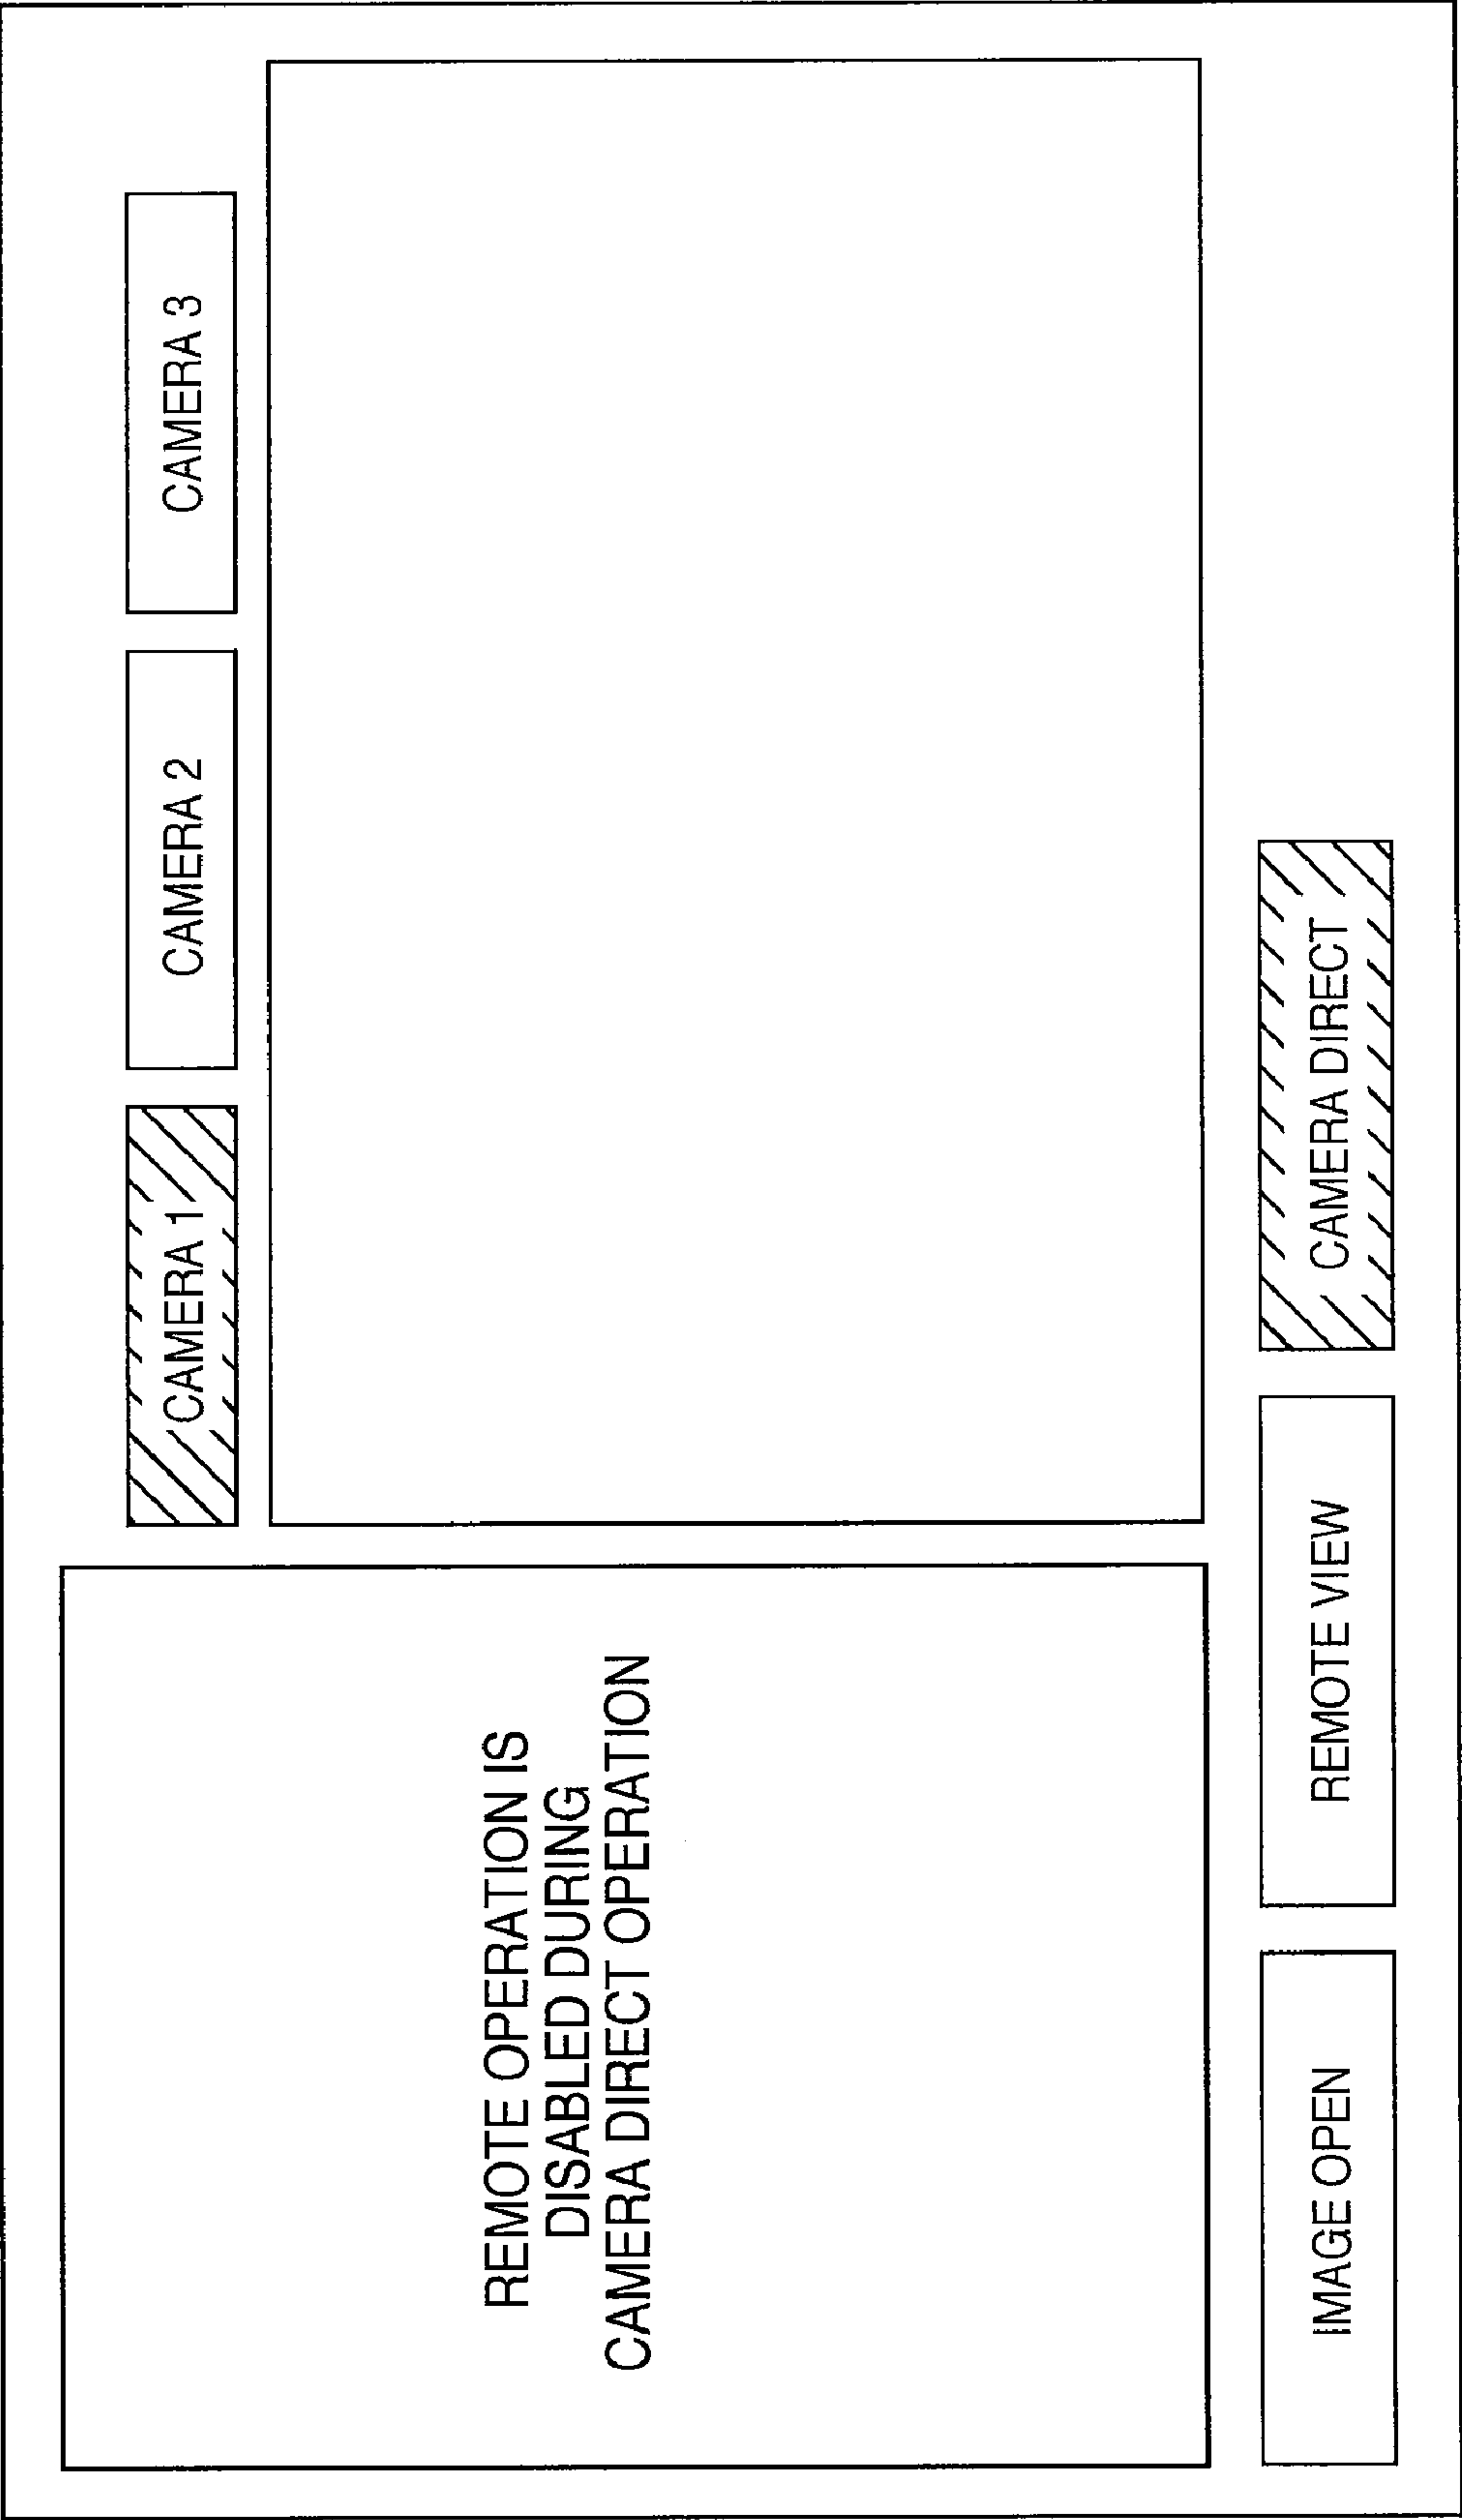 CAMERA 1
CAMERA 2
CAMERA 3
REMOTE OPERATION IS
DISABLED DURING
CAMERA DIRECT OPERATION
IMAGE OPEN
REMOTE VIEW
CAMERA DIRECT